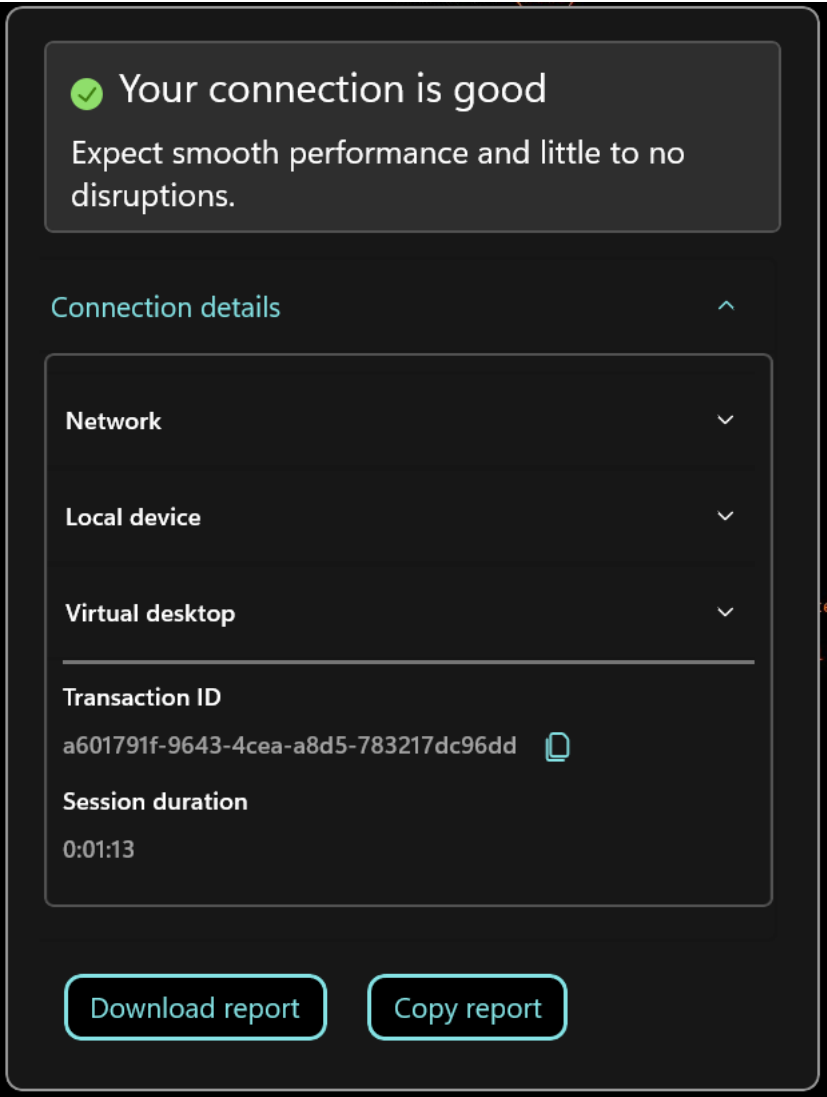 Your connection is good
Expect smooth performance and little to no
disruptions.
Connection details
Network
Local device
Virtual desktop
Transaction ID
a601791f-9643-4cea-a8d5-783217dc96dd
Session duration
0:01:13
Download report
Copy report